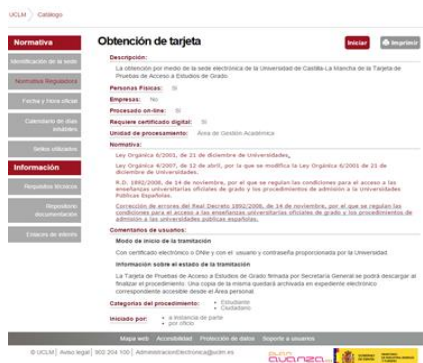 UCLM Catálogo
Normativa
Identificación de la sede
Normativa Reguladora
Fecha y Hora oficial
Calendario de días
inhábiles
Sellos utilizados
Información
Requisitos técnicos
Repositorio
documentación
Enlaces de interés
Obtención de tarjeta
Iniciar
Imprimir
Descripción:
La obtención por medio de la sede electrónica de la Universidad de Castilla-La Mancha de la Tarjeta de
Pruebas de Acceso a Estudios de Grado.
Personas Físicas: Si
Empresas: No
Procesado on-line: Si
Requiere certificado digital: Si
Unidad de procesamiento: Área de Gestión Académica
Normativa:
Ley Orgánica 6/2001, de 21 de diciembre de Universidades.
Ley Orgánica 4/2007, de 12 de abril, por la que se modifica la Ley Orgánica 6/2001 de 21 de
diciembre de Universidades.
R.D. 1892/2008, de 14 de noviembre, por el que se regulan las condiciones para el acceso a las
enseñanzas universitarias oficiales de grado y los procedimientos de admisión a la Universidades
Públicas Españolas.
Corrección de errores del Real Decreto 1892/2008, de 14 de noviembre, por el que se regulan las
condiciones para el acceso a las enseñanzas universitarias oficiales de grado y los procedimientos de
admisión a las universidades públicas españolas.
Comentarios de usuarios:
Modo de inicio de la tramitación
Con certificado electrónico o DNIe y con el usuario y contraseña proporcionada por la Universidad.
Información sobre el estado de la tramitación
La Tarjeta de Pruebas de Acceso a Estudios de Grado firmada por Secretaría General se podrá descargar al
finalizar el procedimiento. Una copia de la misma quedará archivada en expediente electrónico
correspondiente accesible desde el Área personal.
Categorías del procedimiento:
Estudiante
Ciudadano
Iniciado por:
a instancia de parte
por oficio
Mapa web Accesibilidad Protección de datos Soporte a usuarios
© UCLM | Aviso legal | 902 204 100 | AdministracionElectronica@uclm.es
plan
avanza